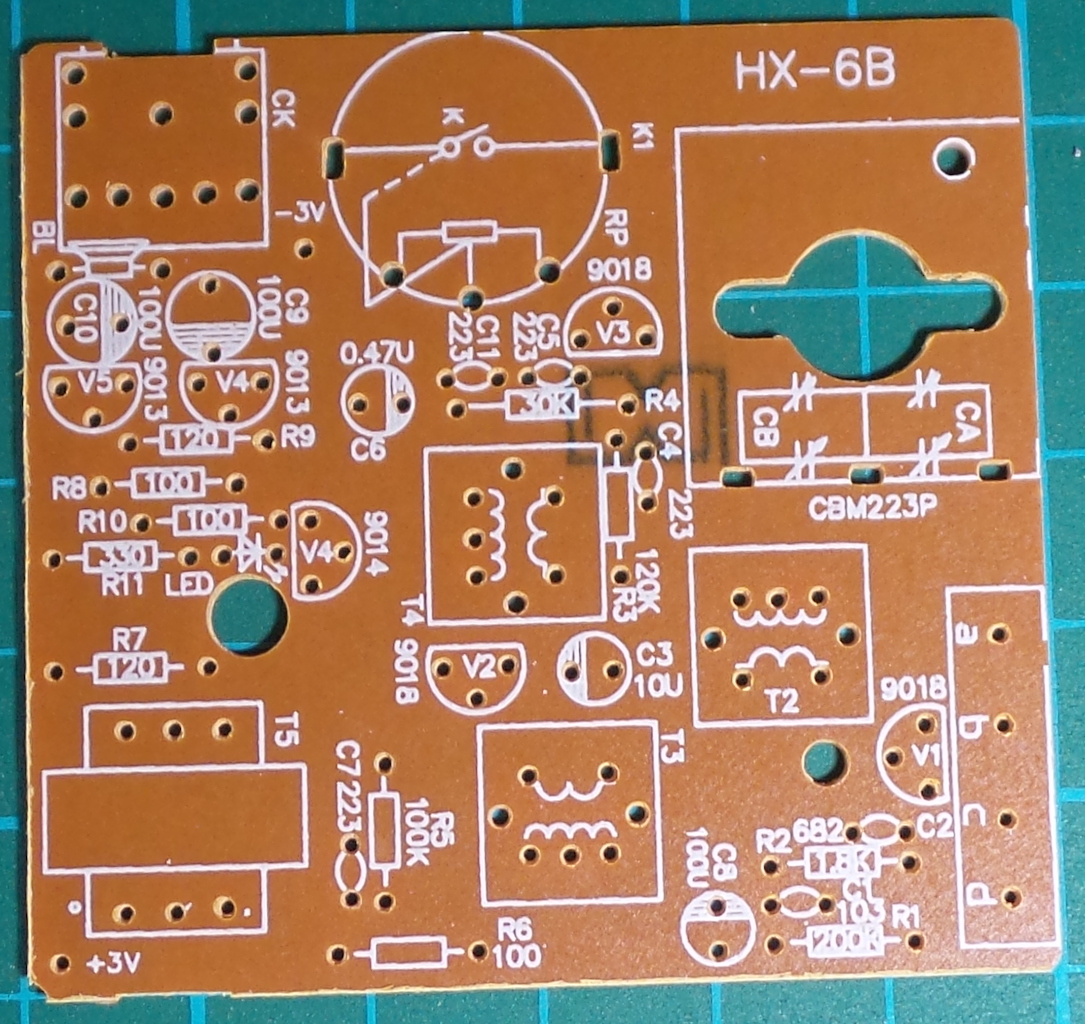 HX-6B
CK
K
K1
-3V
BL
RP
9018
V3
C10
100U
C9
100U
C11
223
C5
223
0.47U
C6
30K
R4
V5
9013
V4
9013
CB
CA
CBM223P
120
R9
C4
223
R8
100
R10
100
V4
9014
330
R11
LED
T4
120K
R3
R7
120
9018
V2
C3
10U
T2
9018
V1
a
b
c
d
T5
T3
C7
223
R5
100K
C8
100U
R2
682
C2
1.8K
C1
103
R1
200K
R6
100
+3V